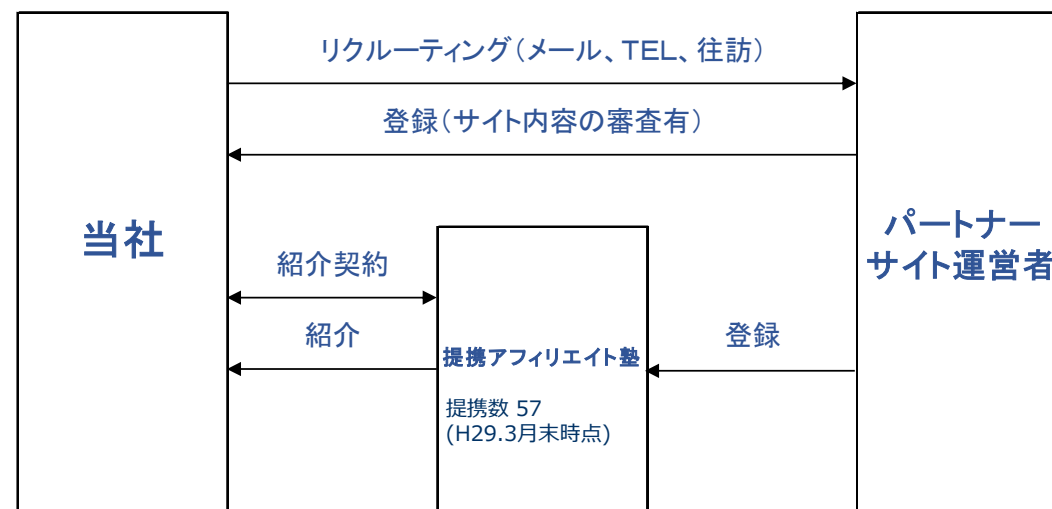 リクルーティング（メール、TEL、往訪）
登録（サイト内容の審査有）
当社
パートナー
サイト運営者
紹介契約
紹介
提携アフィリエイト塾
登録
提携数 57
(H29.3月末時点)